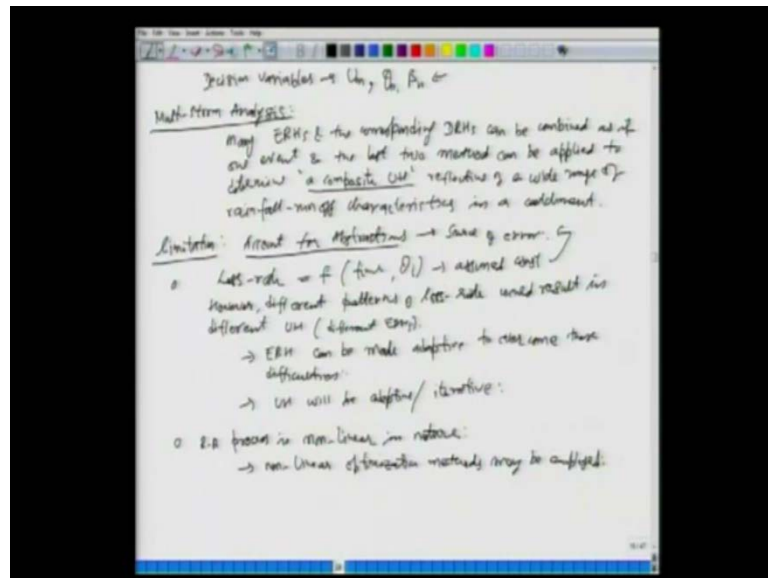 Decision variables → Un, θn, βn ←
Multi-Storm Analysis:
Many ERHs & the corresponding DRHs can be combined as if
one event & the last two method can be applied to
determine "a composite UH" reflective of a wide range of
rainfall-runoff characteristics in a catchment.
Limitation: Account for Abstractions → Source of error.
Loss-rate = f (time, θi) → assumed const
However, different patterns of loss-rate would result in
different UH (different ERHs).
→ ERH can be made adaptive to overcome these
→ UH will be adaptive/iterative:
R-R process is non-linear in nature:
→ non-linear optimization methods may be employed.